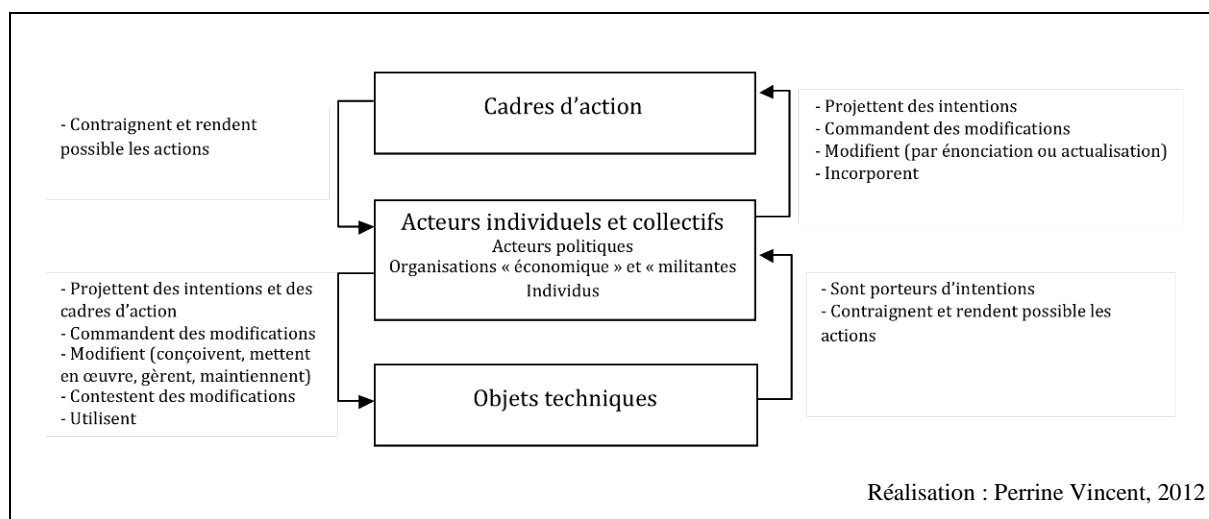 Cadres d'action
- Contraignent et rendent
possible les actions
- Projettent des intentions
- Commandent des modifications
- Modifient (par énonciation ou actualisation)
- Incorporent
Acteurs individuels et collectifs
Acteurs politiques
Organisations « économique » et « militantes
Individus
- Projettent des intentions et des
cadres d'action
- Commandent des modifications
- Modifient (conçoivent, mettent
en œuvre, gèrent, maintiennent)
- Contestent des modifications
- Utilisent
- Sont porteurs d'intentions
- Contraignent et rendent possible les
actions
Objets techniques
Réalisation : Perrine Vincent, 2012